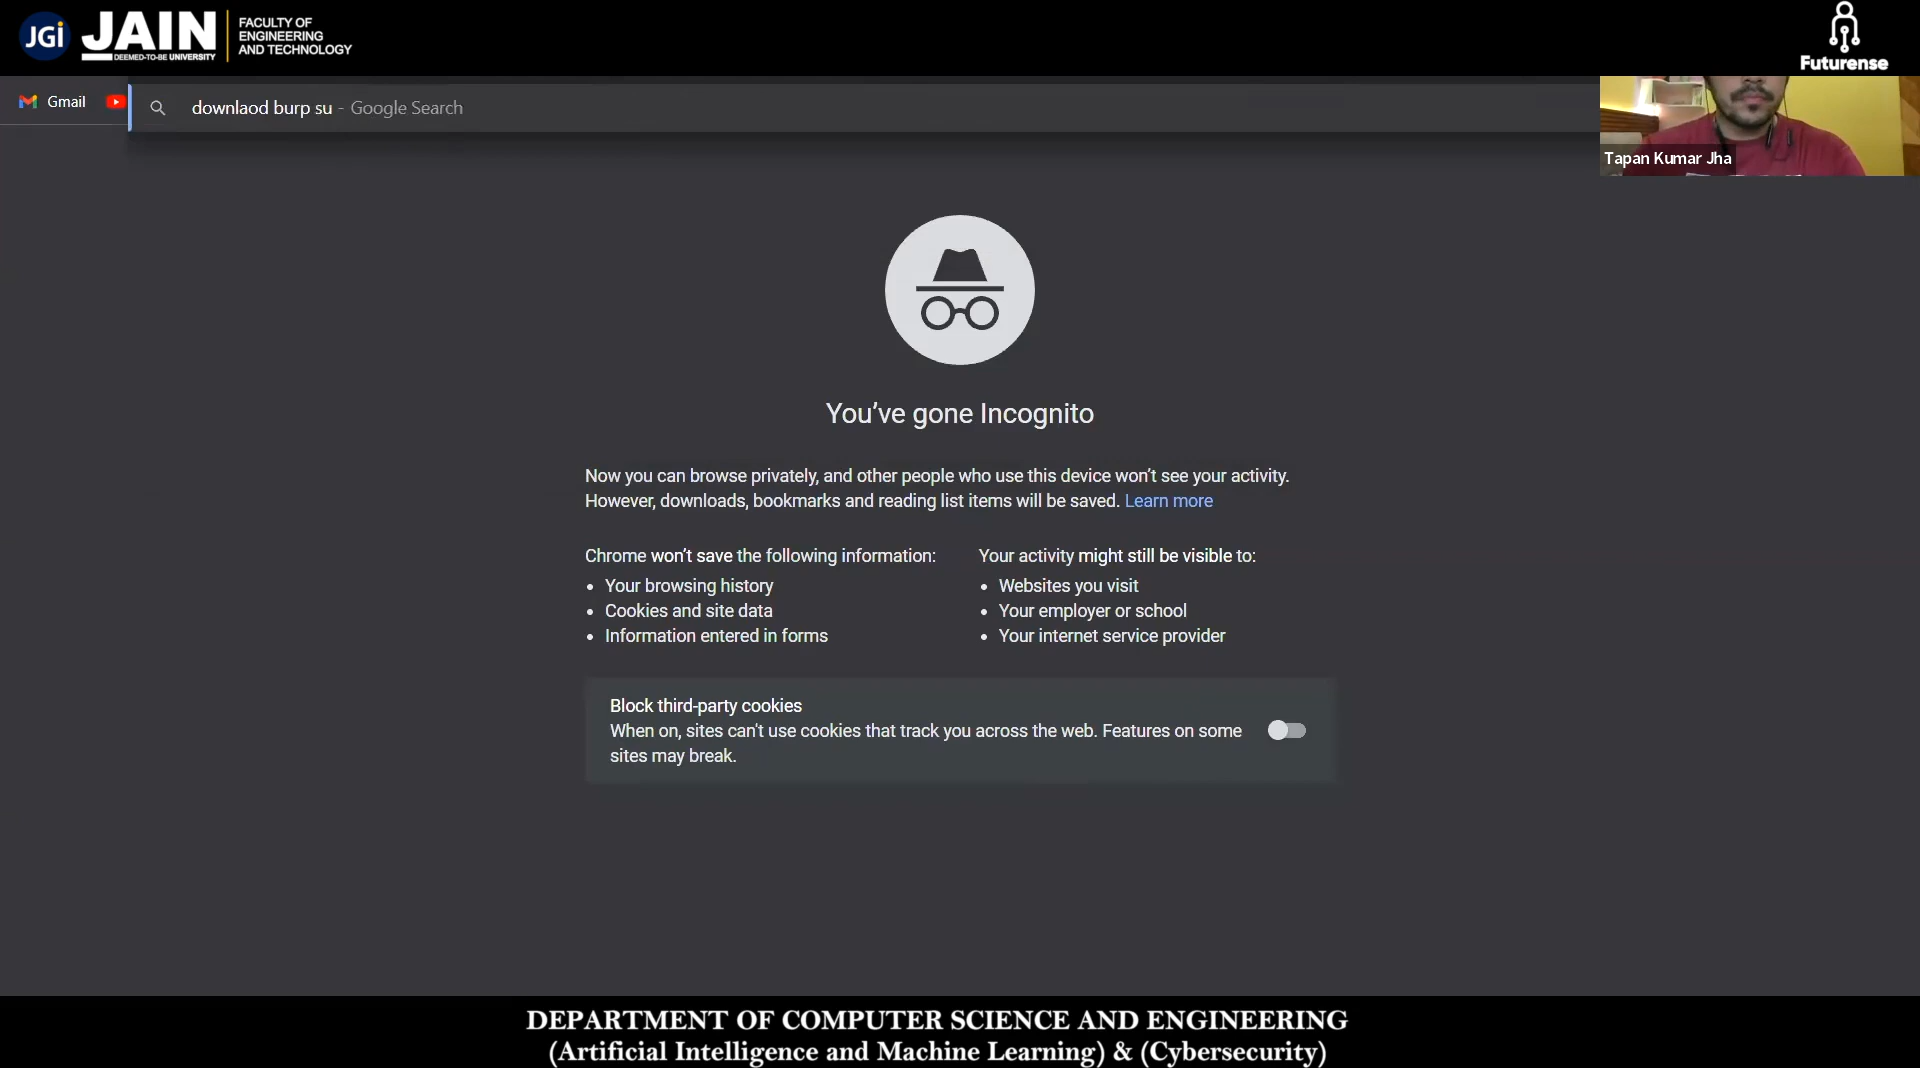 JGi JAIN
DEEMED-TO-BE UNIVERSITY
FACULTY OF
ENGINEERING
AND TECHNOLOGY
Futurense
Gmail
downlaod burp su - Google Search
Tapan Kumar Jha
You've gone Incognito
Now you can browse privately, and other people who use this device won't see your activity.
However, downloads, bookmarks and reading list items will be saved. Learn more
Chrome won't save the following information:
Your browsing history
Cookies and site data
Information entered in forms
Your activity might still be visible to:
Websites you visit
Your employer or school
Your internet service provider
Block third-party cookies
When on, sites can't use cookies that track you across the web. Features on some
sites may break.
DEPARTMENT OF COMPUTER SCIENCE AND ENGINEERING
(Artificial Intelligence and Machine Learning) & (Cybersecurity)